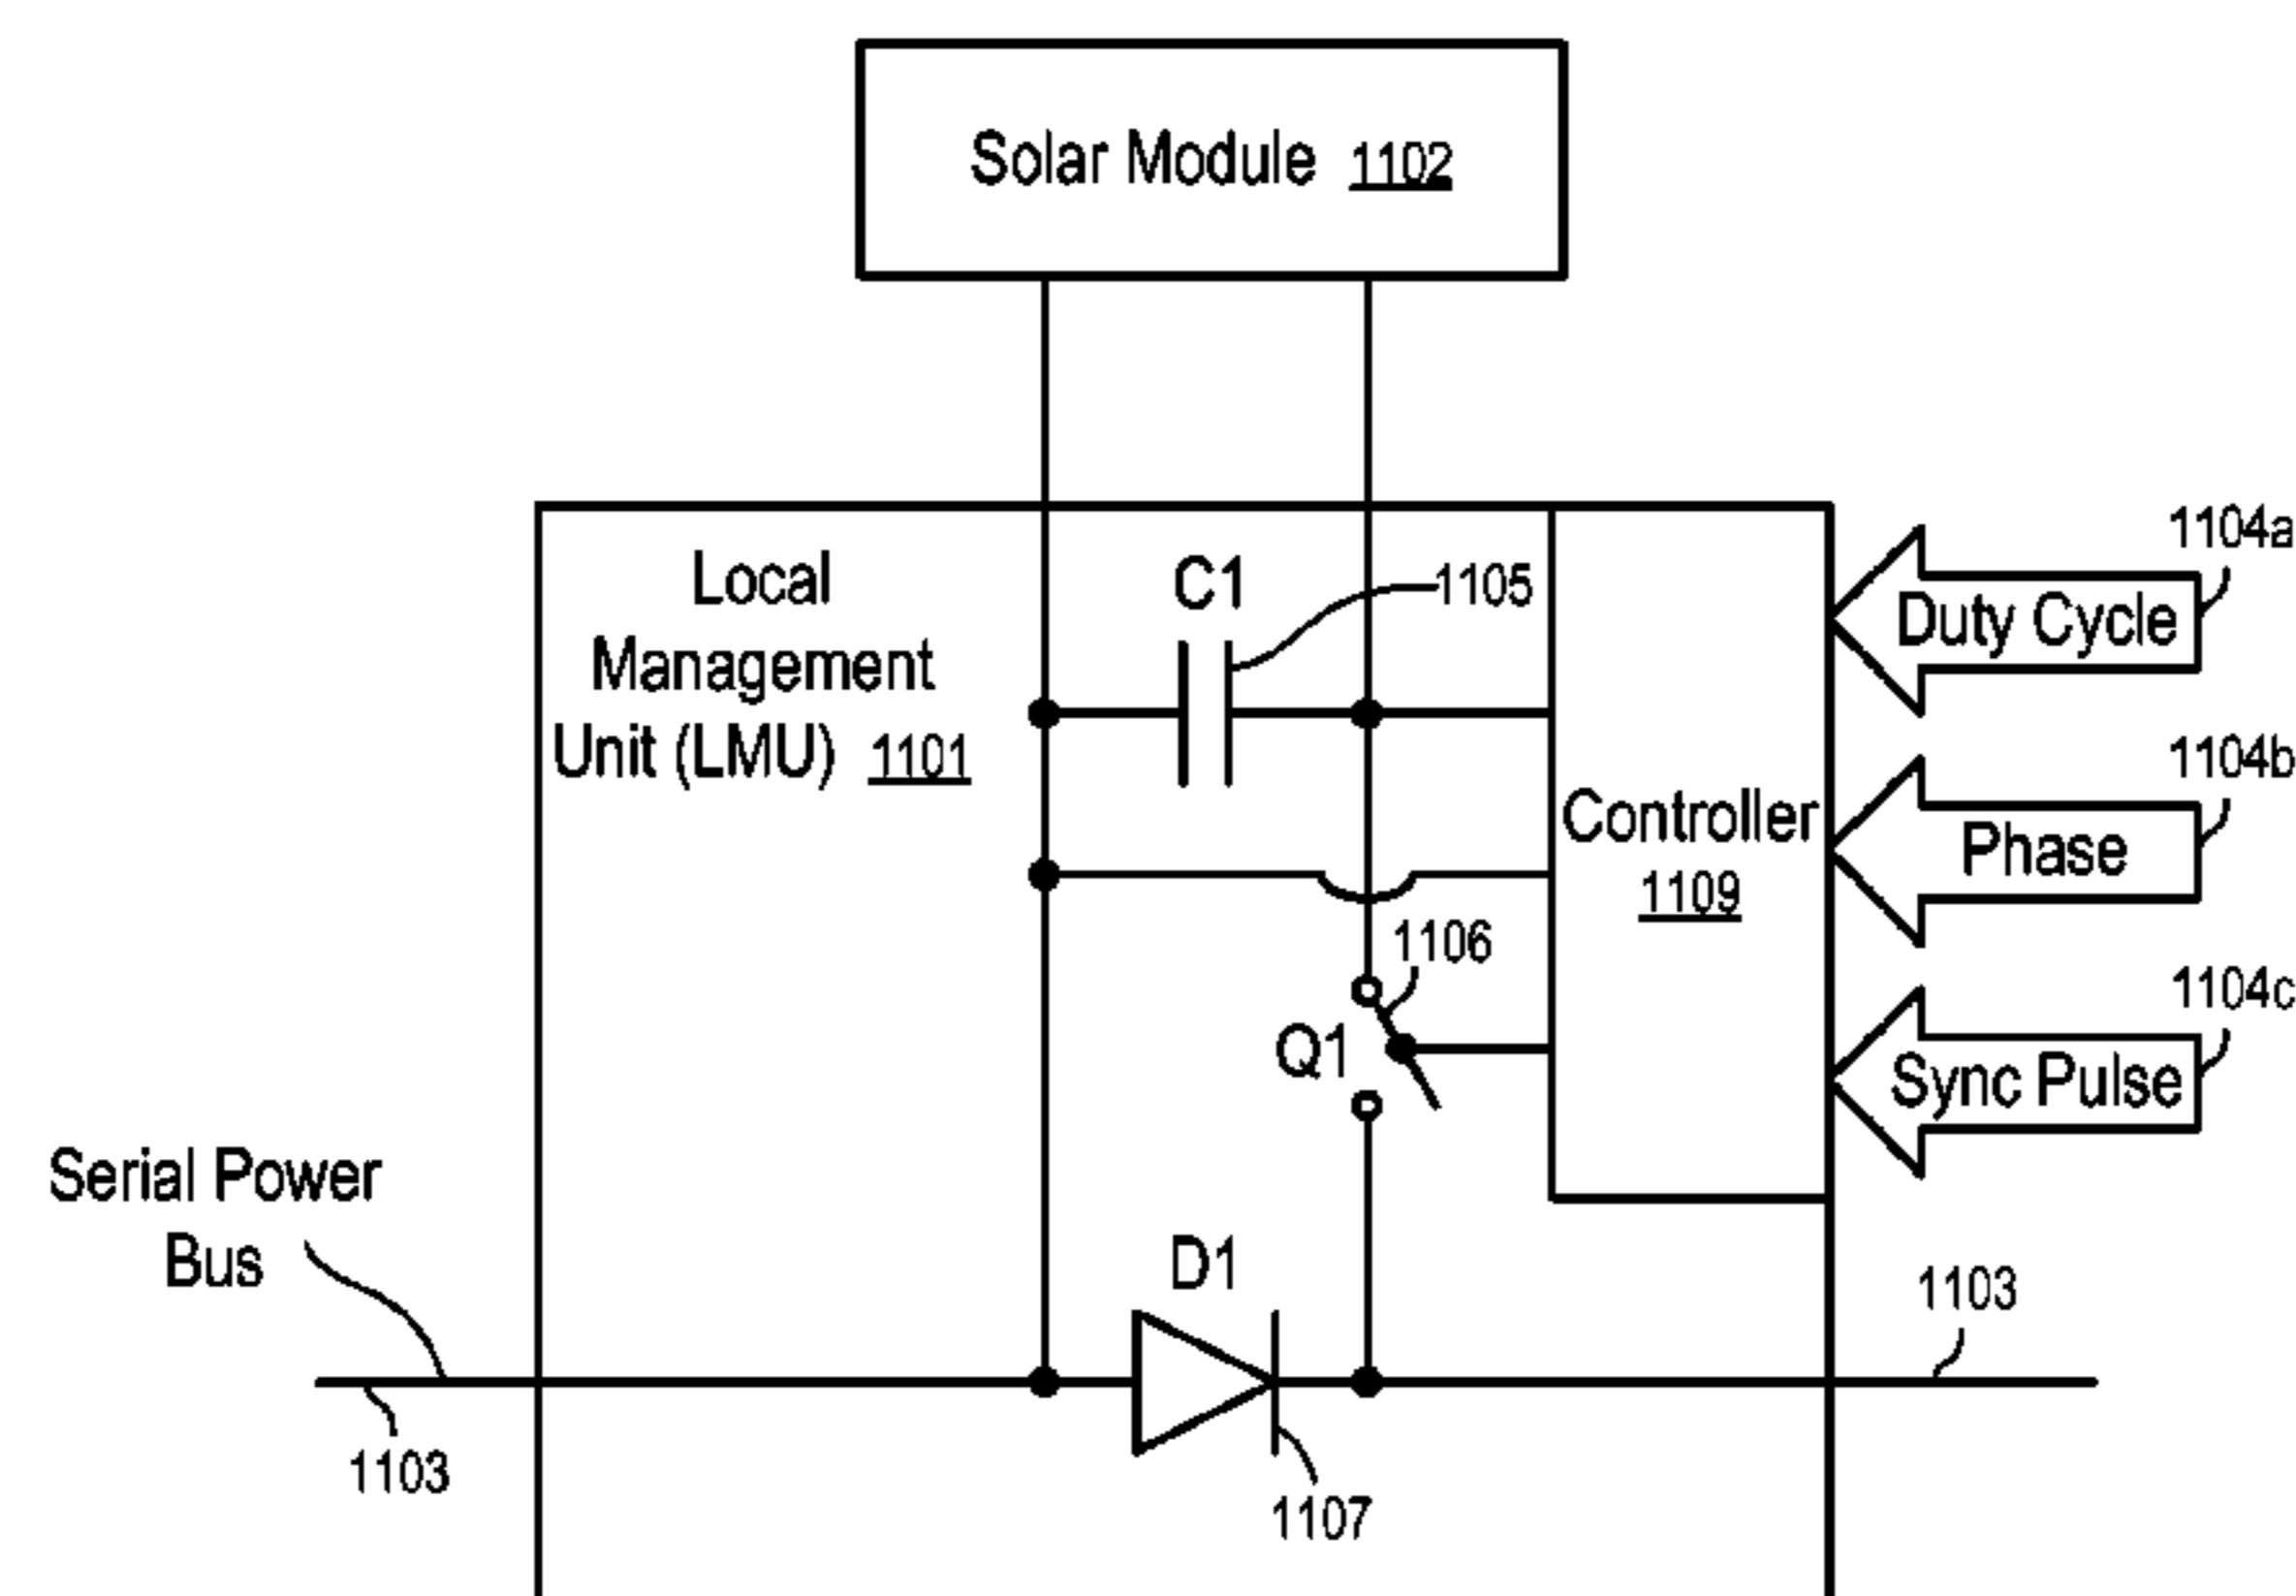 Solar Module 1102
Local
Management
Unit (LMU) 1101
C1
1105
Controller
1109
1104a
Duty Cycle
1104b
Phase
1104c
Sync Pulse
1106
Q1
Serial Power
Bus
D1
1103
1103
1107